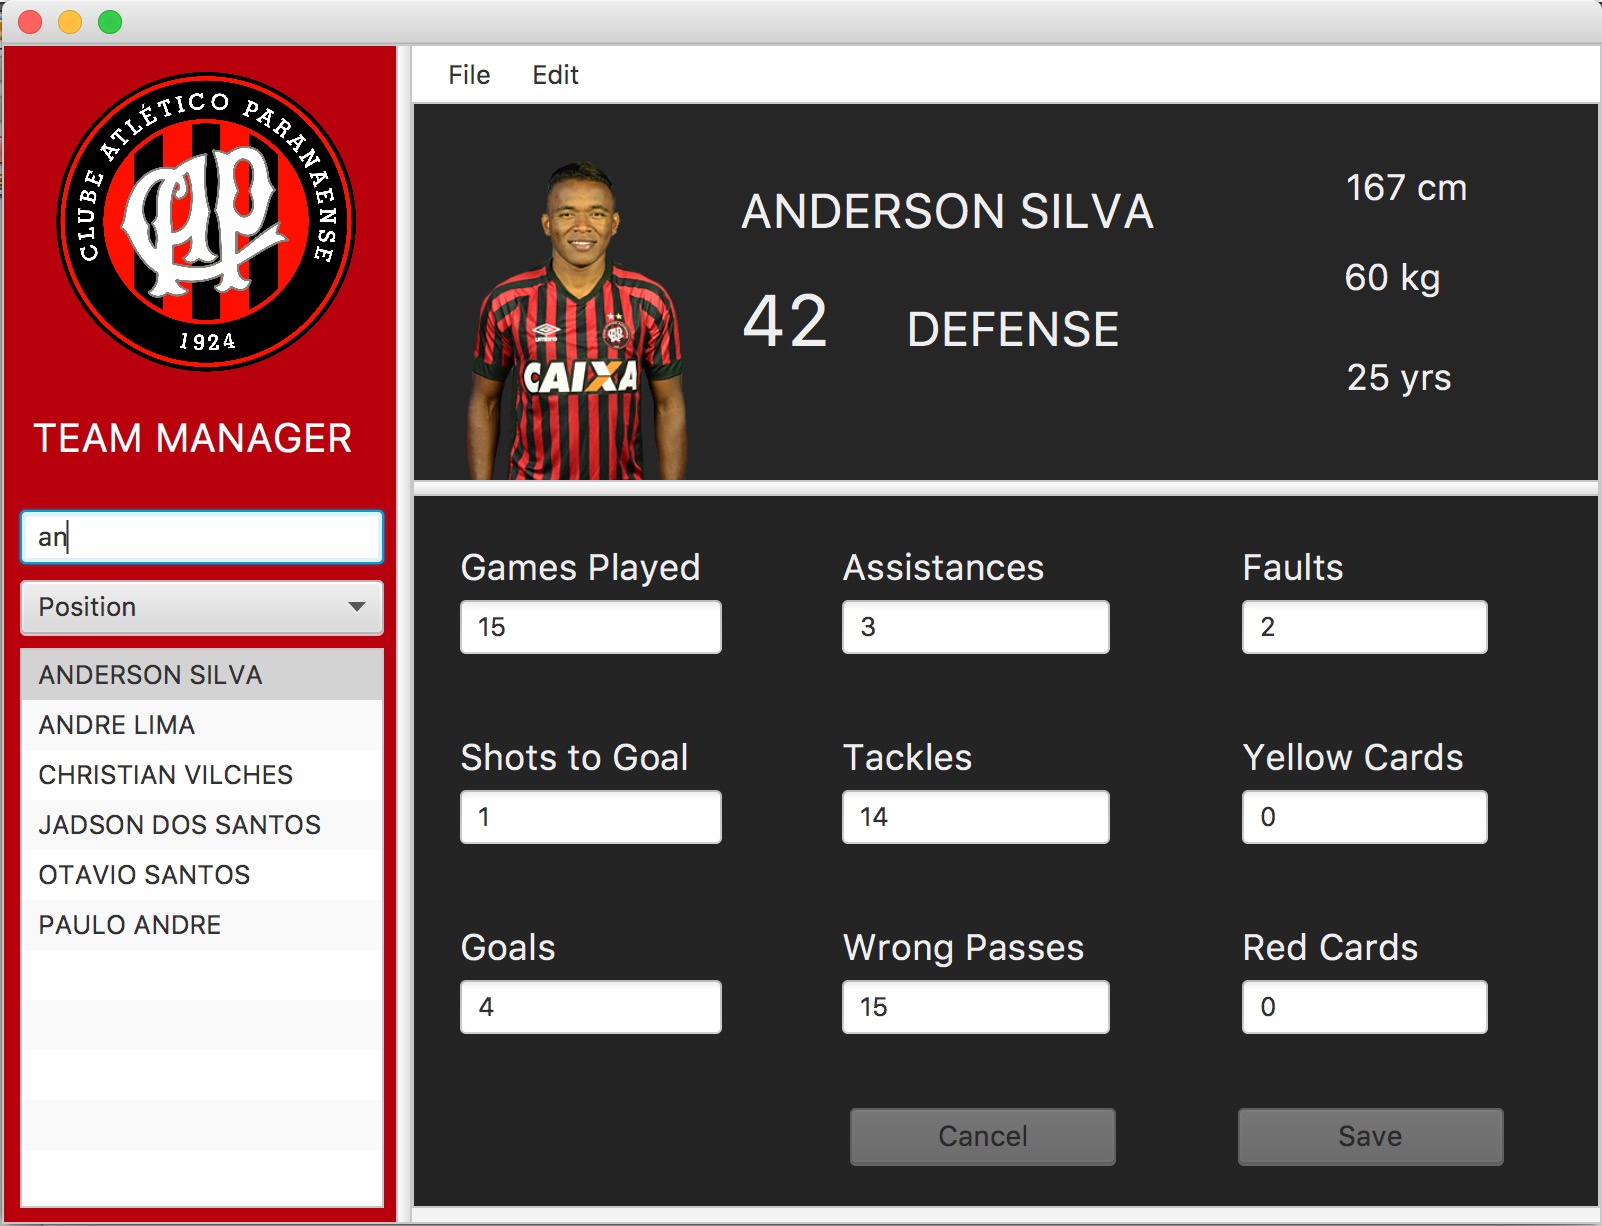 CLUBE ATLÉTICO PARANAENSE
CAP
1924
TEAM MANAGER
an
Position
ANDERSON SILVA
ANDRE LIMA
CHRISTIAN VILCHES
JADSON DOS SANTOS
OTAVIO SANTOS
PAULO ANDRE
File Edit
umbro
CAP
CAIXA
ANDERSON SILVA
42 DEFENSE
167 cm
60 kg
25 yrs
Games Played Assistances Faults
15 3 2
Shots to Goal Tackles Yellow Cards
1 14 0
Goals Wrong Passes Red Cards
4 15 0
Cancel Save